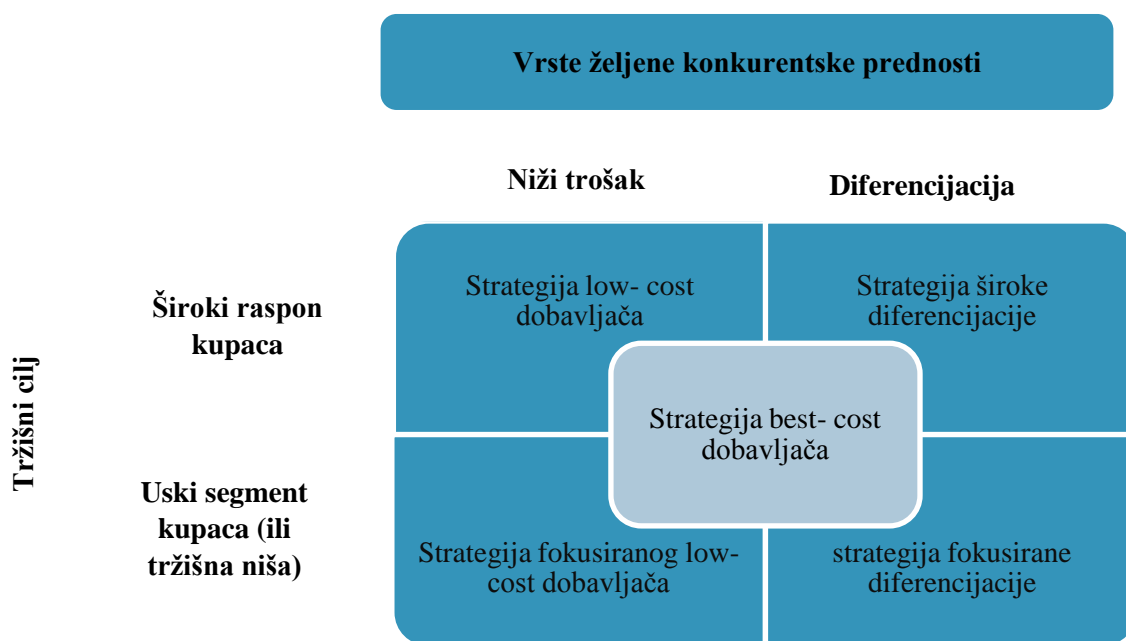 Vrste željene konkurentske prednosti
Niži trošak
Diferencijacija
Tržišni cilj
Široki raspon
kupaca
Strategija low- cost
dobavljača
Strategija široke
diferencijacije
Strategija best- cost
dobavljača
Uski segment
kupaca (ili
tržišna niša)
Strategija fokusiranog low-
cost dobavljača
strategija fokusirane
diferencijacije